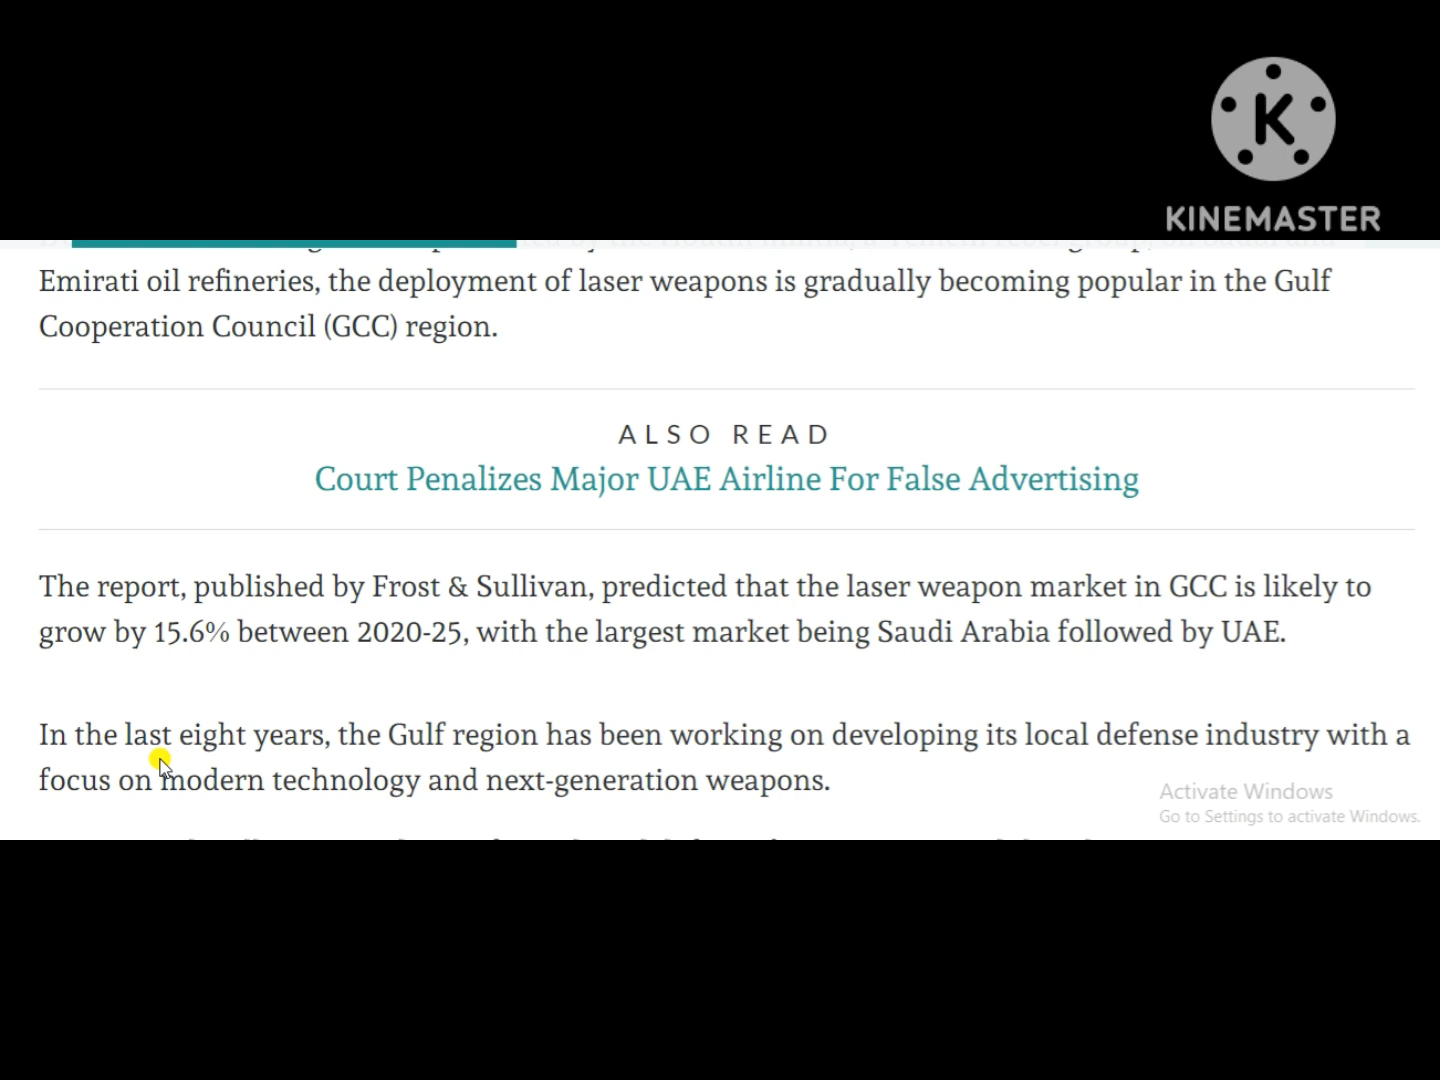 K
KINEMASTER
Emirati oil refineries, the deployment of laser weapons is gradually becoming popular in the Gulf
Cooperation Council (GCC) region.
ALSO READ
Court Penalizes Major UAE Airline For False Advertising
The report, published by Frost & Sullivan, predicted that the laser weapon market in GCC is likely to
grow by 15.6% between 2020-25, with the largest market being Saudi Arabia followed by UAE.
In the last eight years, the Gulf region has been working on developing its local defense industry with a
focus on modern technology and next-generation weapons.
Activate Windows
Go to Settings to activate Windows.